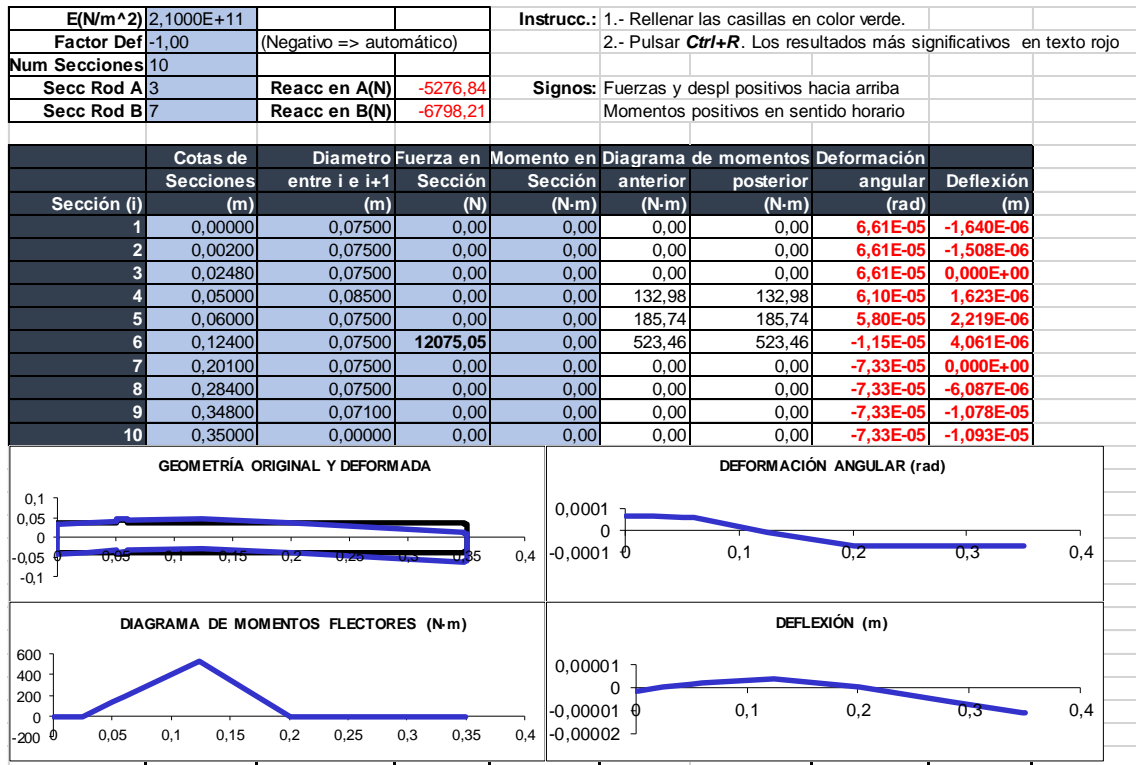 E(N/m^2) 2,1000E+11 Instrucc.: 1.- Rellenar las casillas en color verde.
Factor Def -1,00 (Negativo => automático) 2.- Pulsar Ctrl+R. Los resultados más significativos en texto rojo
Num Secciones 10
Secc Rod A 3 Reacc en A(N) -5276,84 Signos: Fuerzas y despl positivos hacia arriba
Secc Rod B 7 Reacc en B(N) -6798,21 Momentos positivos en sentido horario
Cotas de Diametro Fuerza en Momento en Diagrama de momentos Deformación
Secciones entre i e i+1 Sección Sección anterior posterior angular Deflexión
Sección (i) (m) (m) (N) (N·m) (N·m) (N·m) (rad) (m)
1 0,00000 0,07500 0,00 0,00 0,00 0,00 6,61E-05 -1,640E-06
2 0,00200 0,07500 0,00 0,00 0,00 0,00 6,61E-05 -1,508E-06
3 0,02480 0,07500 0,00 0,00 0,00 0,00 6,61E-05 0,000E+00
4 0,05000 0,08500 0,00 0,00 132,98 132,98 6,10E-05 1,623E-06
5 0,06000 0,07500 0,00 0,00 185,74 185,74 5,80E-05 2,219E-06
6 0,12400 0,07500 12075,05 0,00 523,46 523,46 -1,15E-05 4,061E-06
7 0,20100 0,07500 0,00 0,00 0,00 0,00 -7,33E-05 0,000E+00
8 0,28400 0,07500 0,00 0,00 0,00 0,00 -7,33E-05 -6,087E-06
9 0,34800 0,07100 0,00 0,00 0,00 0,00 -7,33E-05 -1,078E-05
10 0,35000 0,00000 0,00 0,00 0,00 0,00 -7,33E-05 -1,093E-05
GEOMETRÍA ORIGINAL Y DEFORMADA
0,1
0,05
0
-0,05
-0,1
0 0,05 0,1 0,15 0,2 0,25 0,3 0,35 0,4
DEFORMACIÓN ANGULAR (rad)
0,0001
0
-0,0001
0 0,1 0,2 0,3 0,4
DIAGRAMA DE MOMENTOS FLECTORES (N·m)
600
400
200
0
-200
0 0,05 0,1 0,15 0,2 0,25 0,3 0,35 0,4
DEFLEXIÓN (m)
0,00001
0
-0,00001
-0,00002
0 0,1 0,2 0,3 0,4